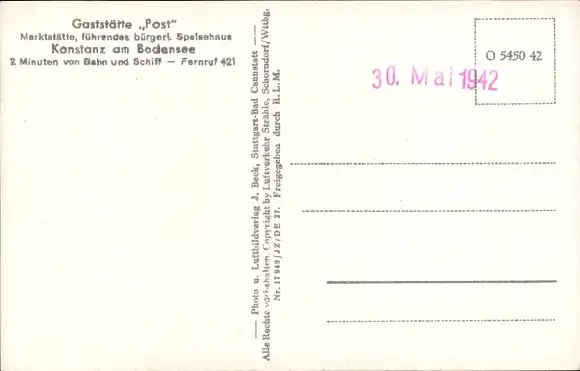 Gaststätte „Post"
Marktstätte, führendes bürgerl. Speisehaus
Konstanz am Bodensee
2 Minuten von Bahn und Schiff — Fernruf 421
Photo u. Luftbildverlag J. Beck, Stuttgart-Bad Cannstatt
Alle Rechte vorbehalten. Copyright by Luftverkehr Strähle, Schorndorf/Wttbg.
Nr. 17949/JZ/DE 27. Freigegeben durch R.L.M.
O 5450 42
30. Mai 1942